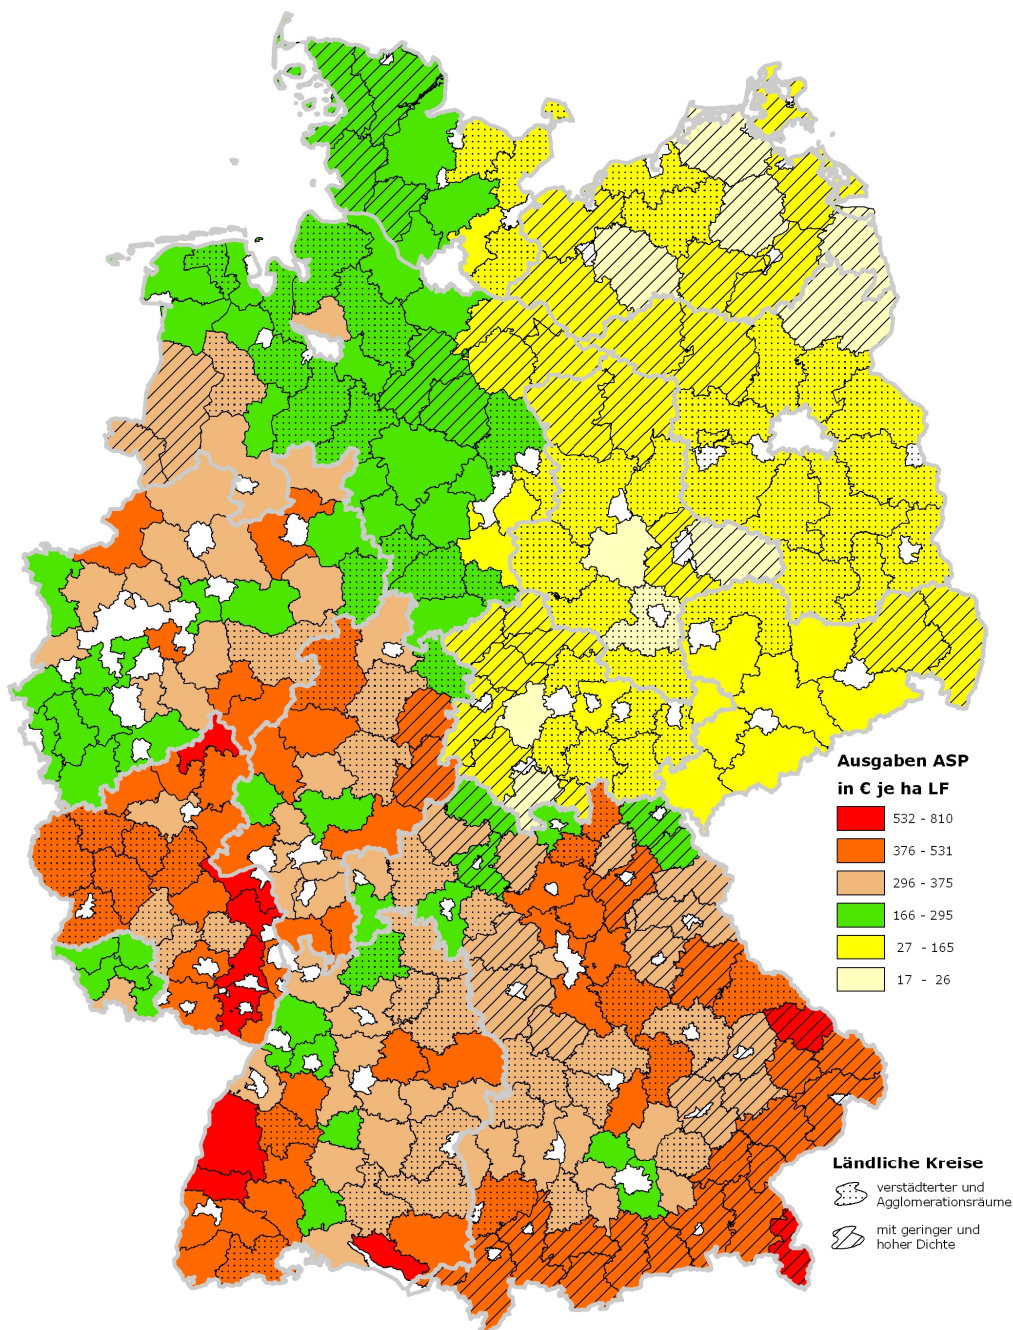 Ausgaben ASP
in € je ha LF
532 - 810
376 - 531
296 - 375
166 - 295
27 - 165
17 - 26
Ländliche Kreise
verstädterter und
Agglomerationsräume
mit geringer und
hoher Dichte